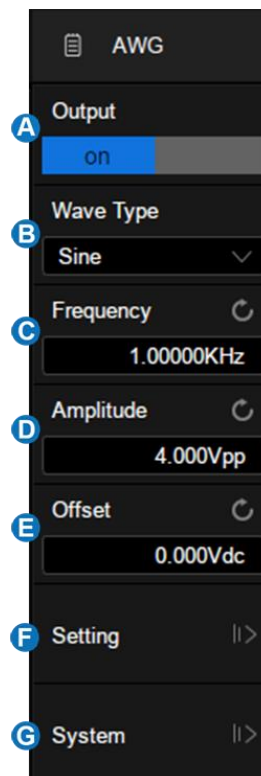 AWG
A
Output
on
B
Wave Type
Sine
C
Frequency
1.00000KHz
D
Amplitude
4.000Vpp
E
Offset
0.000Vdc
F
Setting
G
System